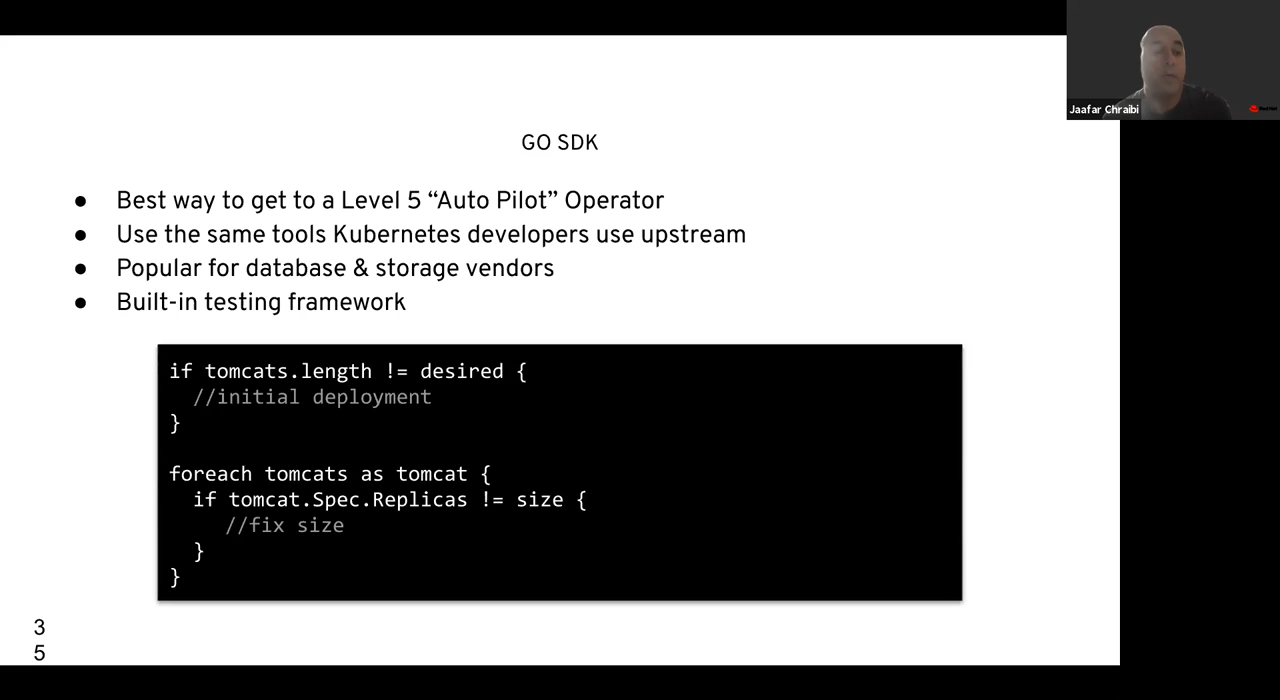 Jaafar Chraibi
Red Hat
GO SDK
● Best way to get to a Level 5 “Auto Pilot” Operator
● Use the same tools Kubernetes developers use upstream
● Popular for database & storage vendors
● Built-in testing framework
if tomcats.length != desired {
//initial deployment
}
foreach tomcats as tomcat {
if tomcat.Spec.Replicas != size {
//fix size
}
}
3
5